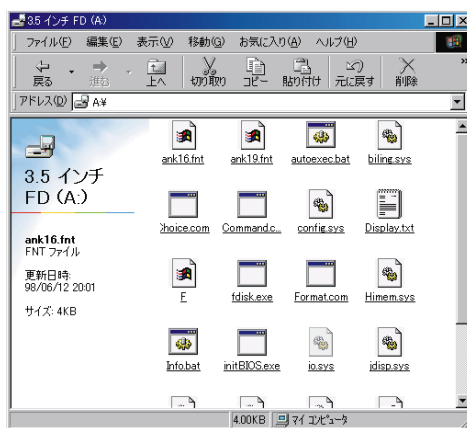 3.5 インチ FD (A)
ファイル(F) 編集(E) 表示(V) 移動(G) お気に入り(A) ヘルプ(H)
戻る 進む 上へ 切り取り コピー 貼り付け 元に戻す 削除 »
アドレス(D) A¥
3.5 インチ
FD (A:)
ank16.fnt
FNT ファイル
更新日時:
98/06/12 20:01
サイズ: 4KB
ank16.fnt ank19.fnt autoexec.bat biling.sys
Choice.com Command.c... config.sys Display.txt
F fdisk.exe Format.com Himem.sys
Info.bat initBIOS.exe io.sys jdisp.sys
4.00KB マイ コンピュータ